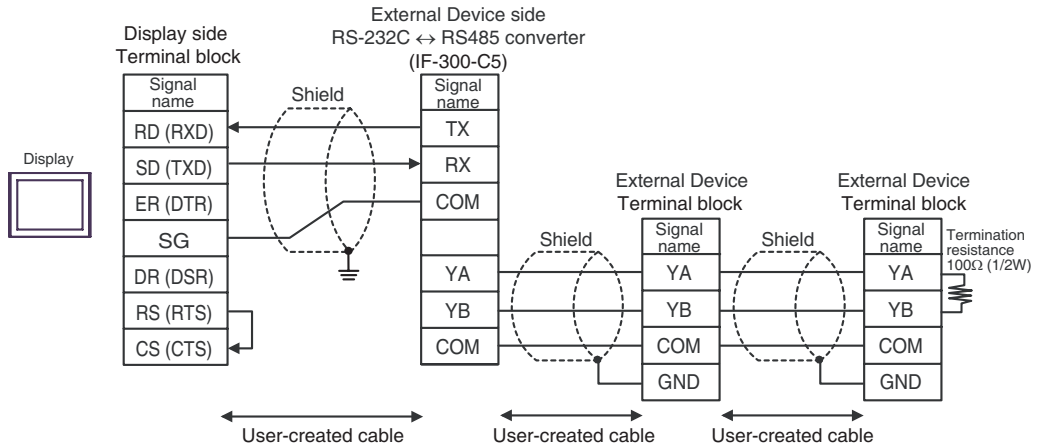 External Device side
RS-232C ↔ RS485 converter
(IF-300-C5)
Display side
Terminal block
Signal
name
RD (RXD)
SD (TXD)
ER (DTR)
SG
DR (DSR)
RS (RTS)
CS (CTS)
Display
Shield
Signal
name
TX
RX
COM
YA
YB
COM
Shield
External Device
Terminal block
Signal
name
YA
YB
COM
GND
Shield
External Device
Terminal block
Signal
name
YA
YB
COM
GND
Termination
resistance
100Ω (1/2W)
User-created cable
User-created cable
User-created cable